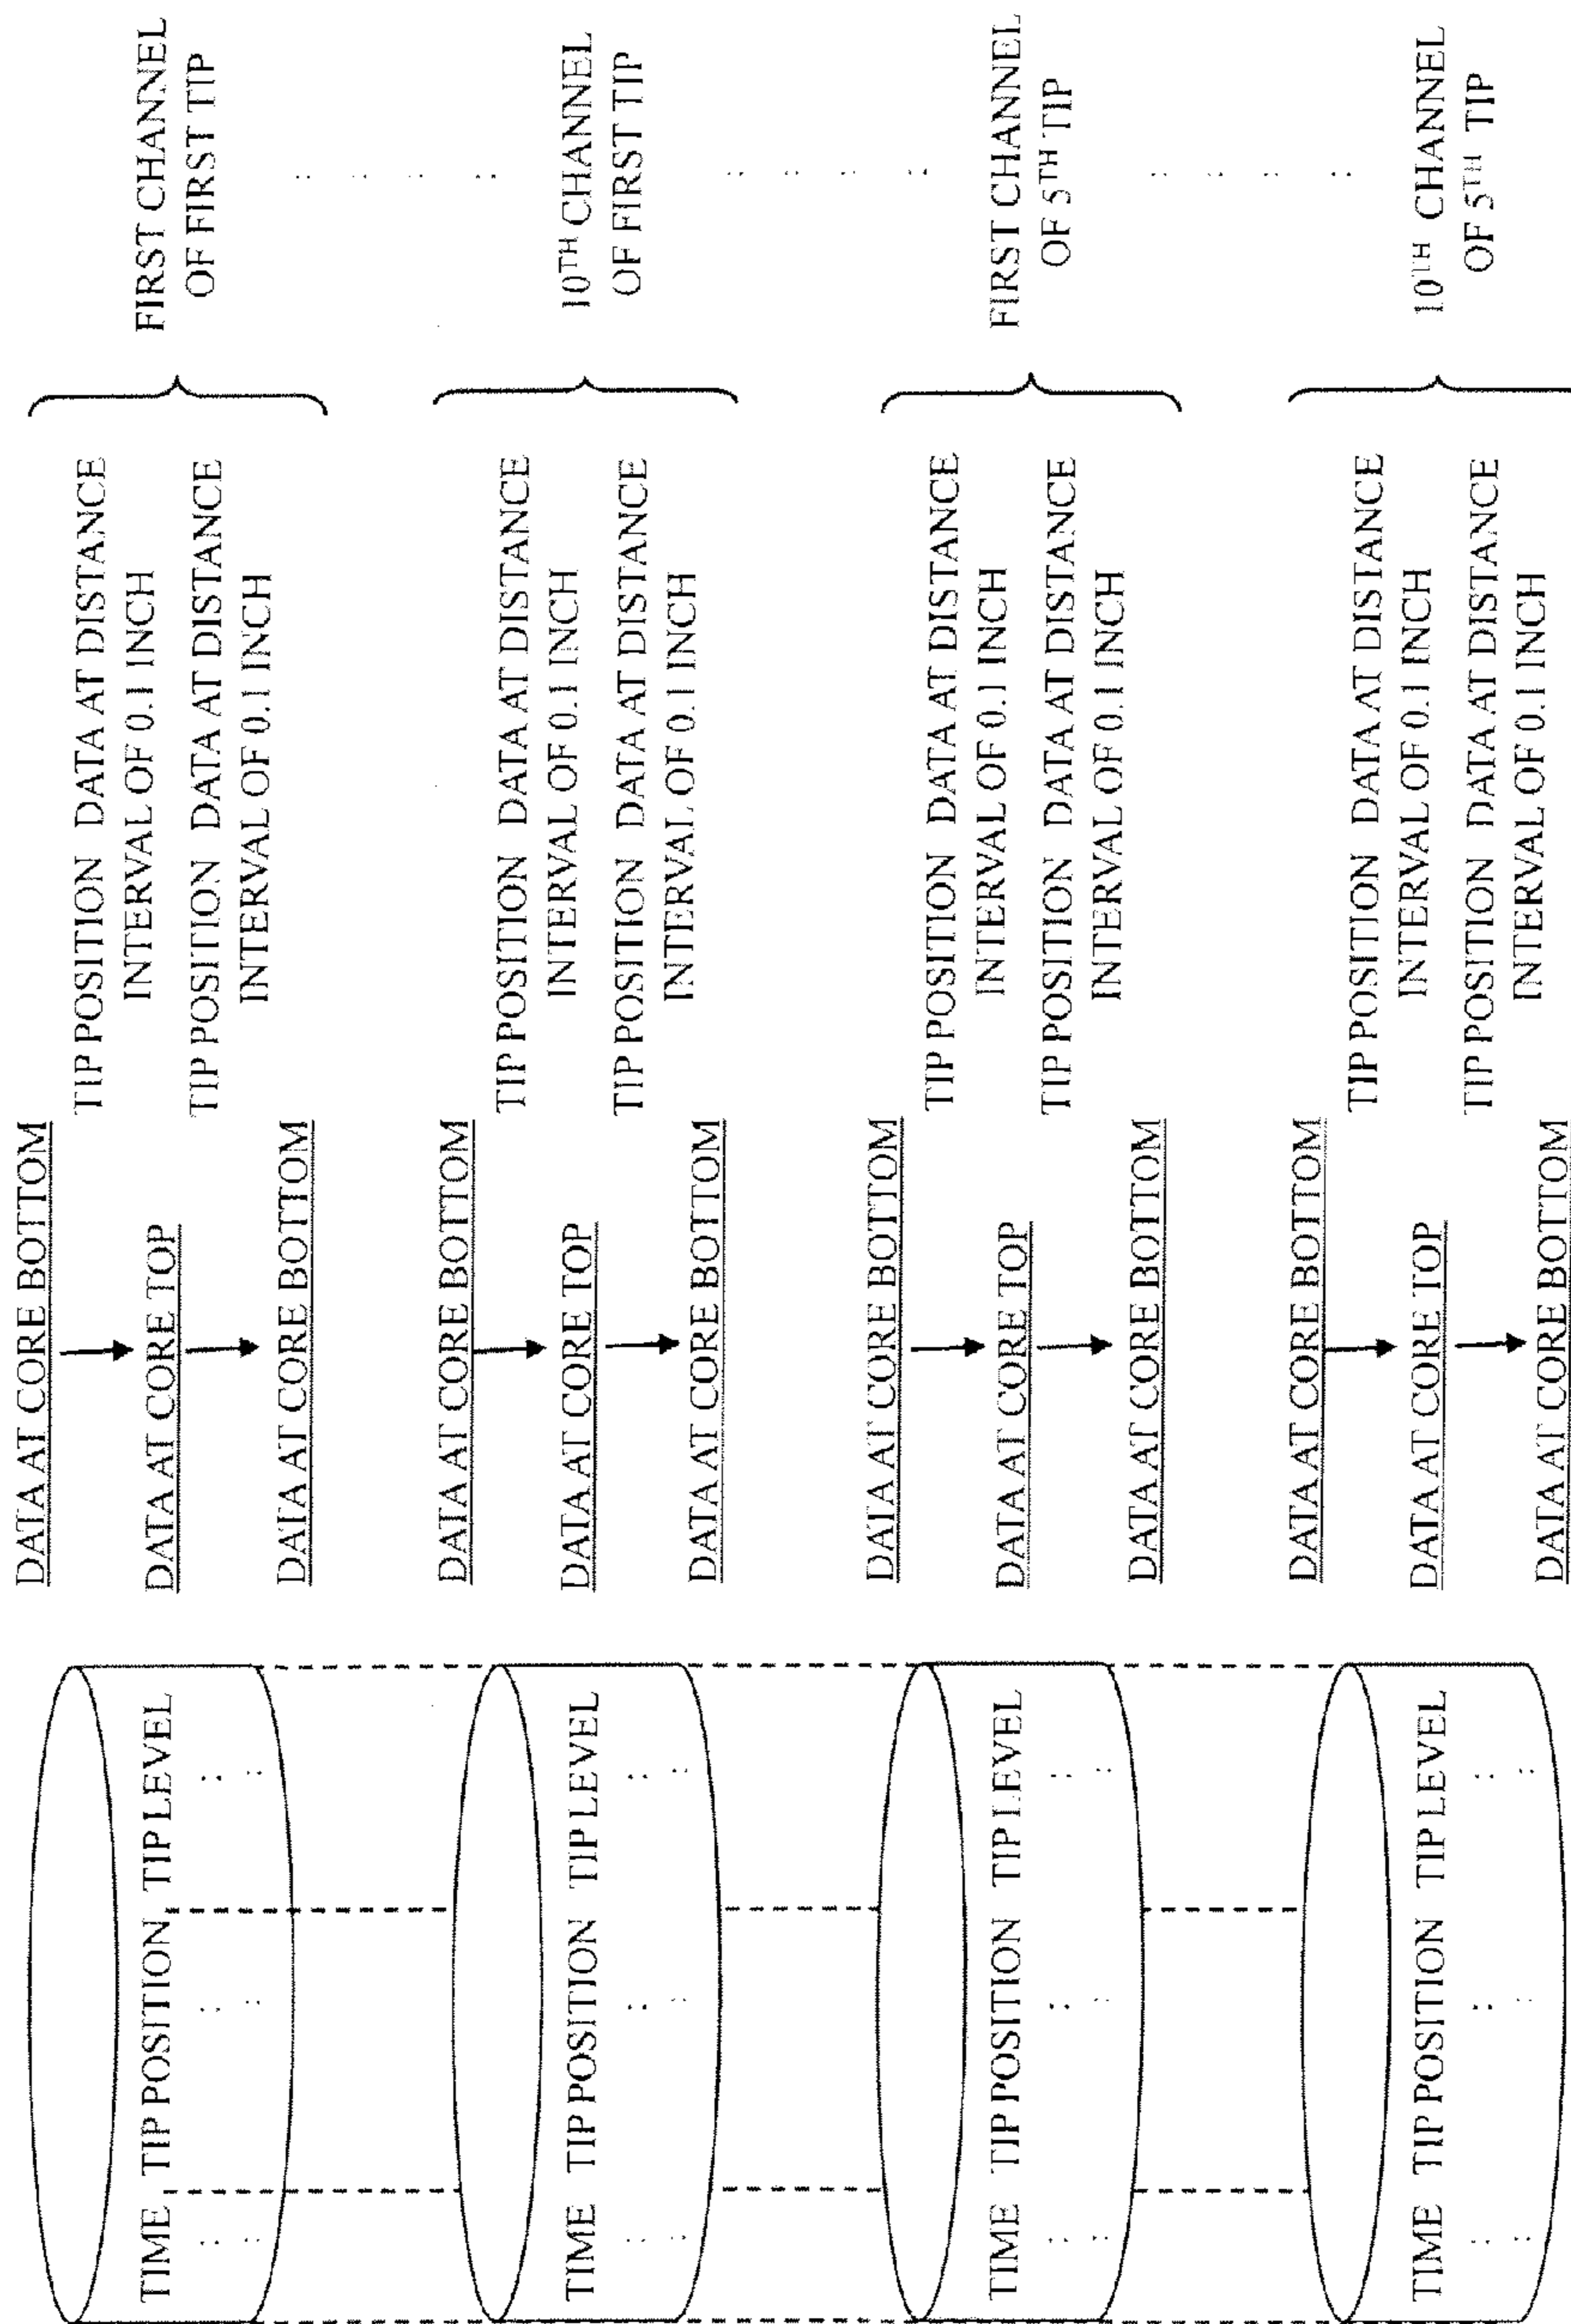 TIME TIP POSITION TIP LEVEL
DATA AT CORE BOTTOM
TIP POSITION DATA AT DISTANCE
INTERVAL OF 0.1 INCH
DATA AT CORE TOP
TIP POSITION DATA AT DISTANCE
INTERVAL OF 0.1 INCH
DATA AT CORE BOTTOM
FIRST CHANNEL
OF FIRST TIP
TIME TIP POSITION TIP LEVEL
DATA AT CORE BOTTOM
TIP POSITION DATA AT DISTANCE
INTERVAL OF 0.1 INCH
DATA AT CORE TOP
TIP POSITION DATA AT DISTANCE
INTERVAL OF 0.1 INCH
DATA AT CORE BOTTOM
10TH CHANNEL
OF FIRST TIP
TIME TIP POSITION TIP LEVEL
DATA AT CORE BOTTOM
TIP POSITION DATA AT DISTANCE
INTERVAL OF 0.1 INCH
DATA AT CORE TOP
TIP POSITION DATA AT DISTANCE
INTERVAL OF 0.1 INCH
DATA AT CORE BOTTOM
FIRST CHANNEL
OF 5TH TIP
TIME TIP POSITION TIP LEVEL
DATA AT CORE BOTTOM
TIP POSITION DATA AT DISTANCE
INTERVAL OF 0.1 INCH
DATA AT CORE TOP
TIP POSITION DATA AT DISTANCE
INTERVAL OF 0.1 INCH
DATA AT CORE BOTTOM
10TH CHANNEL
OF 5TH TIP